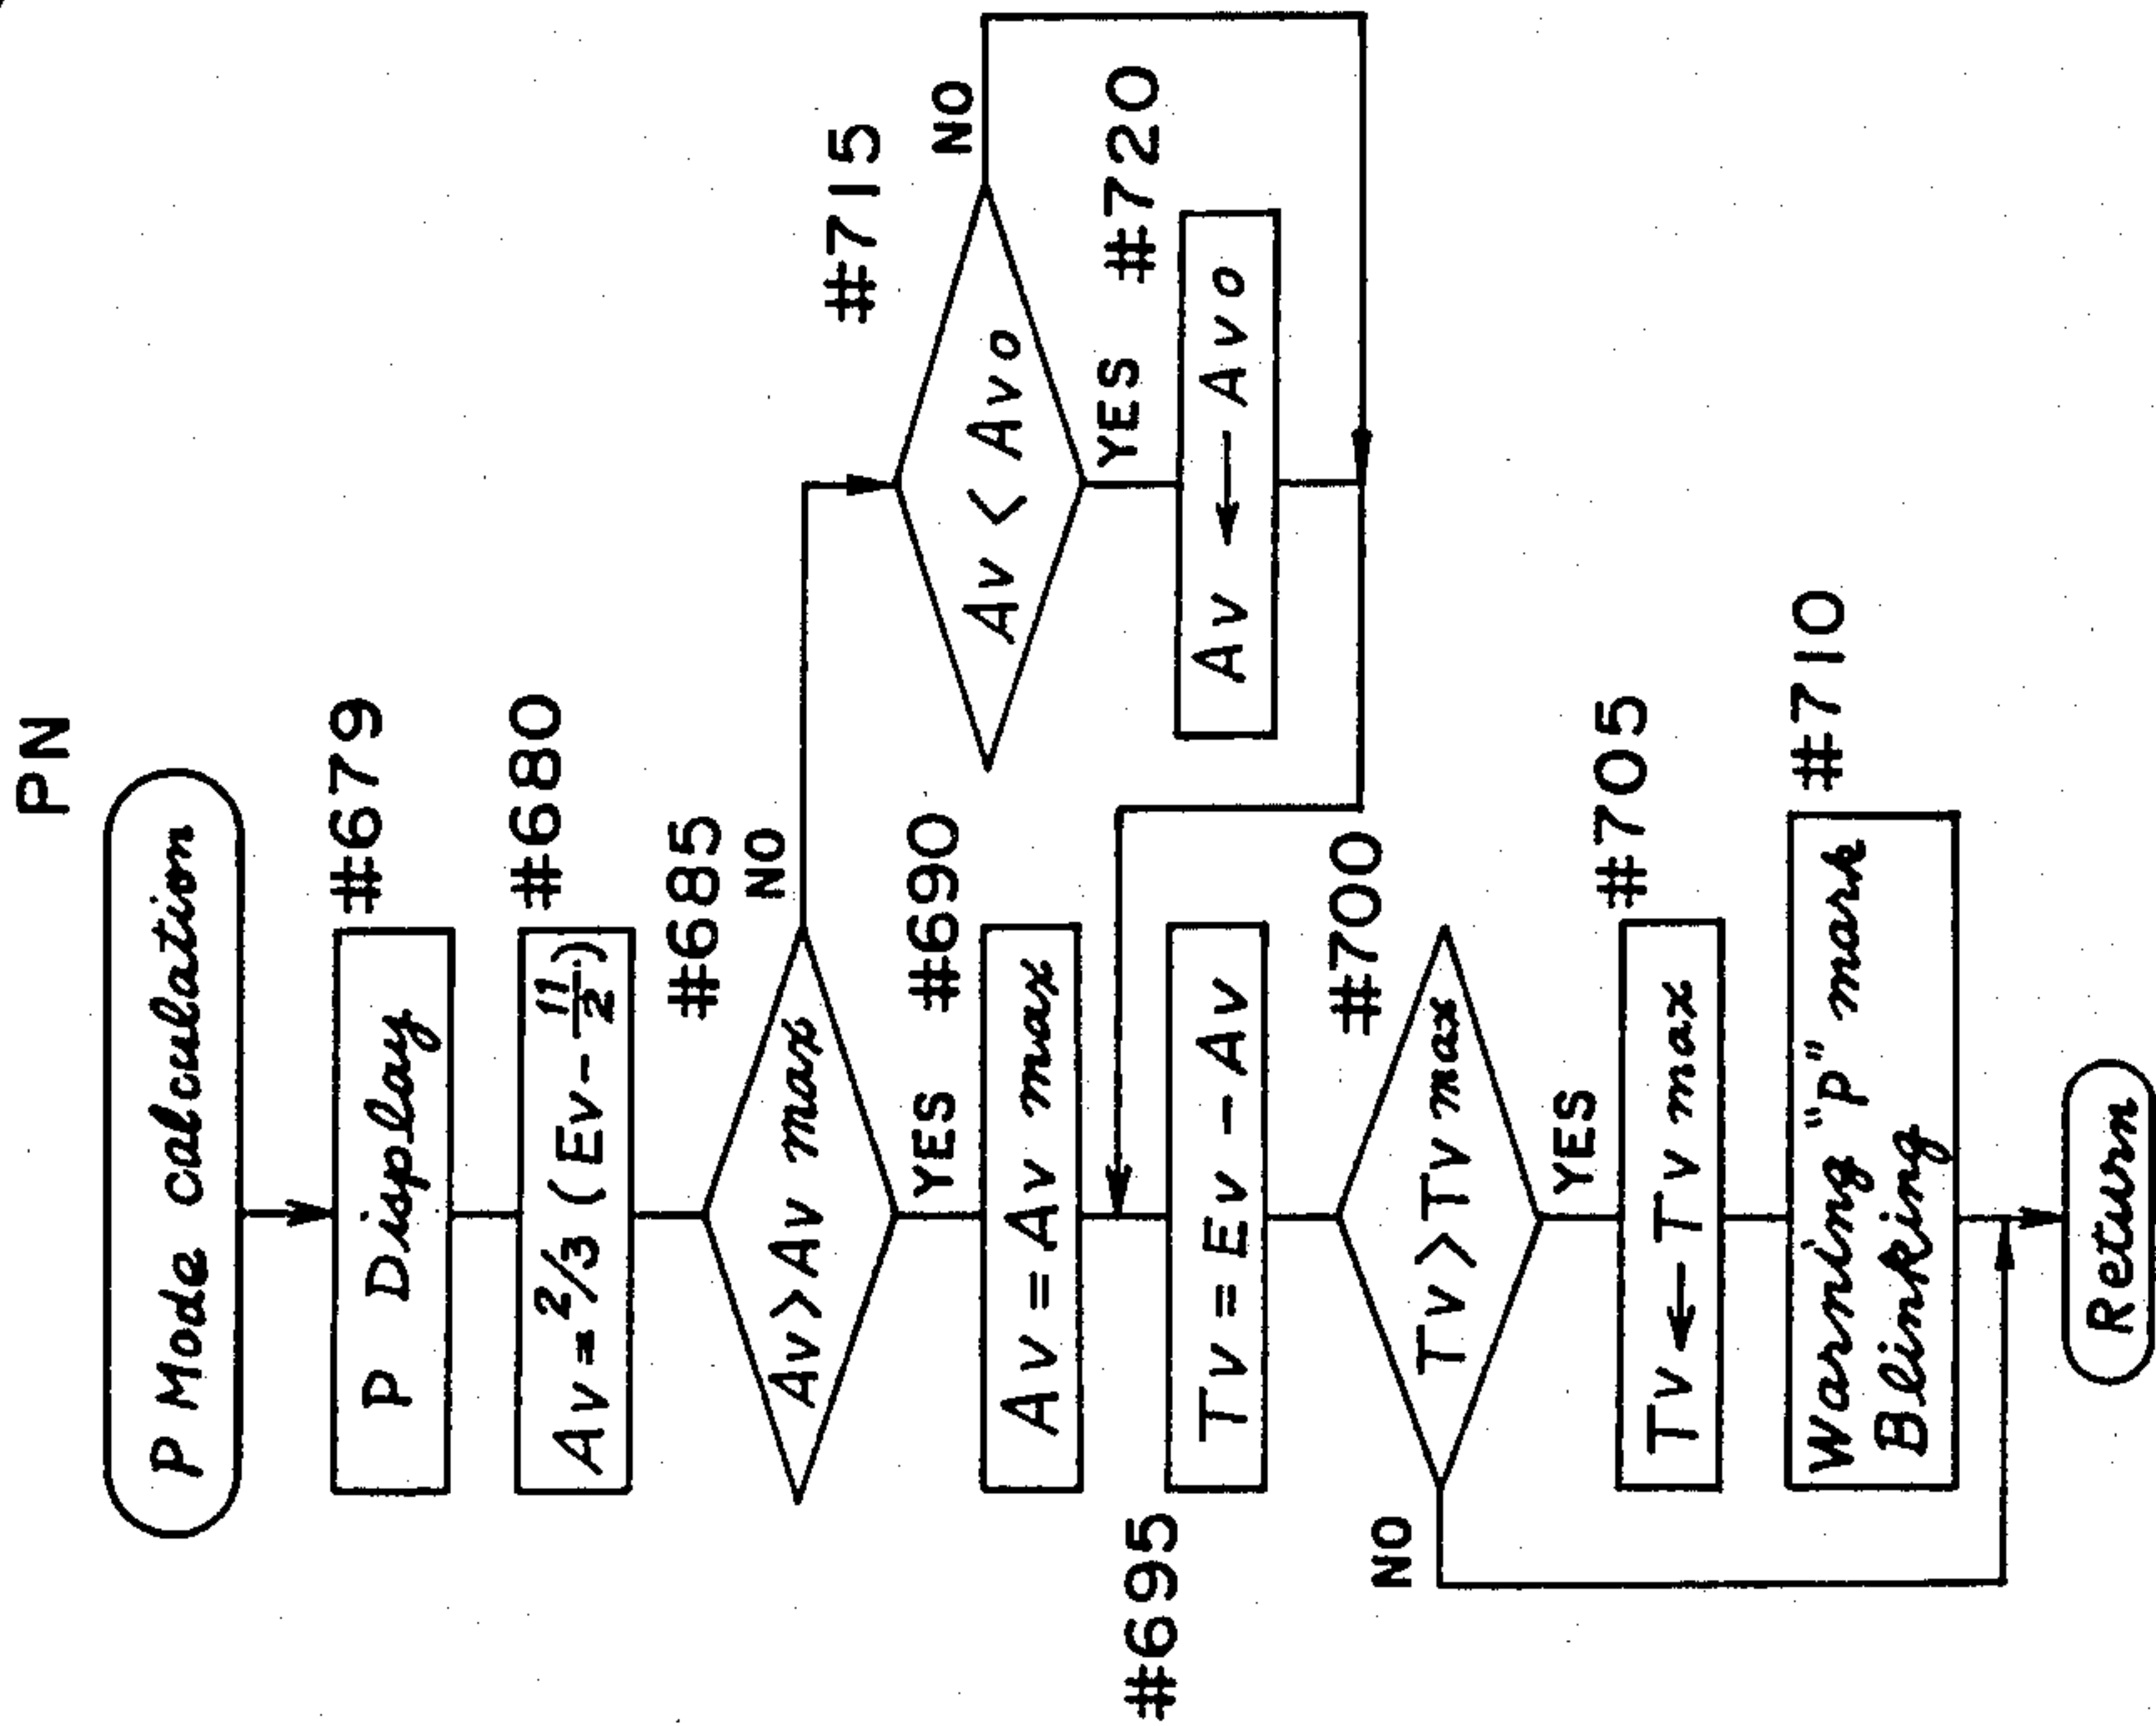 PN
P Mode calculation
#679
P Display
#680
Av = 2/3 (Ev - 11/2)
#685
Av > Av max
NO
YES
#690
Av = Av max
#715
Av < Avo
NO
YES
#720
Av ← Avo
#695
Tv = Ev - Av
#700
Tv > Tv max
NO
YES
#705
Tv ← Tv max
#710
Warning "P" mark
Blinking
Return